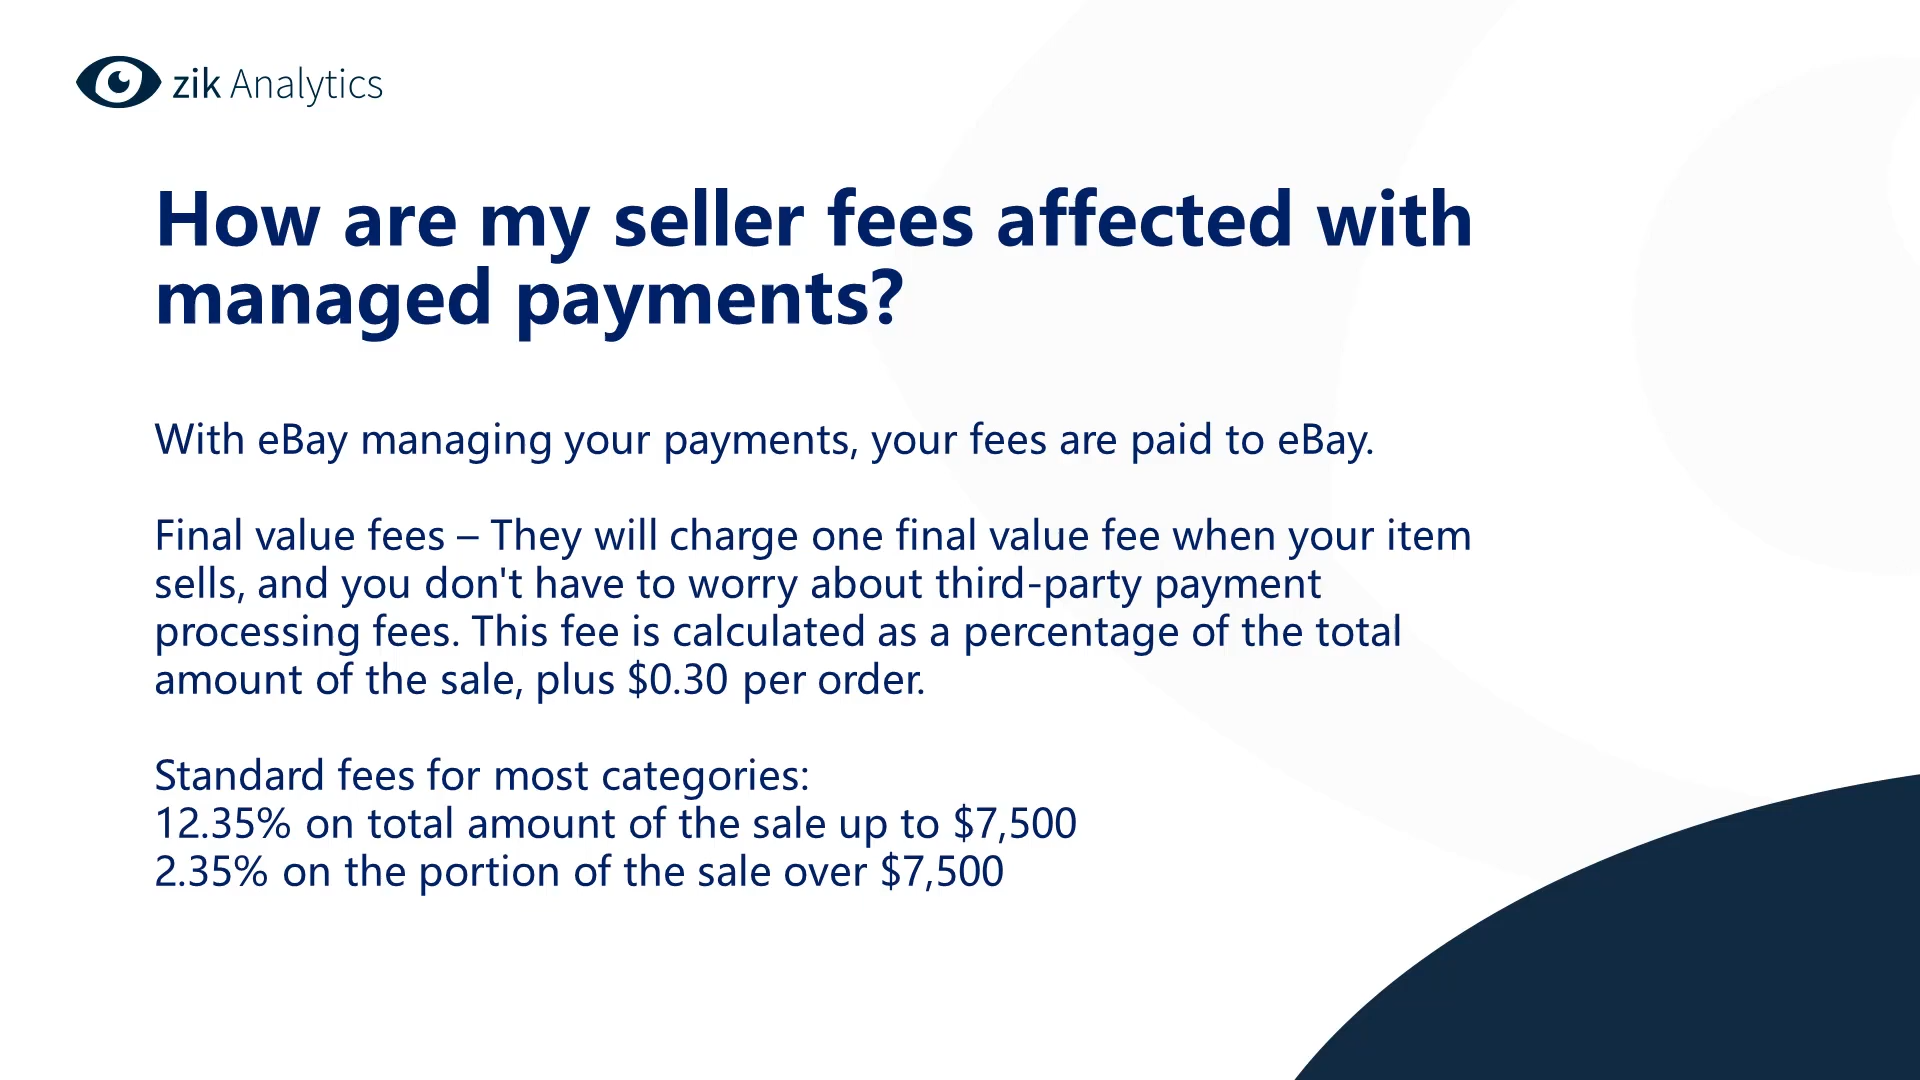 zik Analytics
How are my seller fees affected with
managed payments?
With eBay managing your payments, your fees are paid to eBay.
Final value fees – They will charge one final value fee when your item
sells, and you don't have to worry about third-party payment
processing fees. This fee is calculated as a percentage of the total
amount of the sale, plus $0.30 per order.
Standard fees for most categories:
12.35% on total amount of the sale up to $7,500
2.35% on the portion of the sale over $7,500